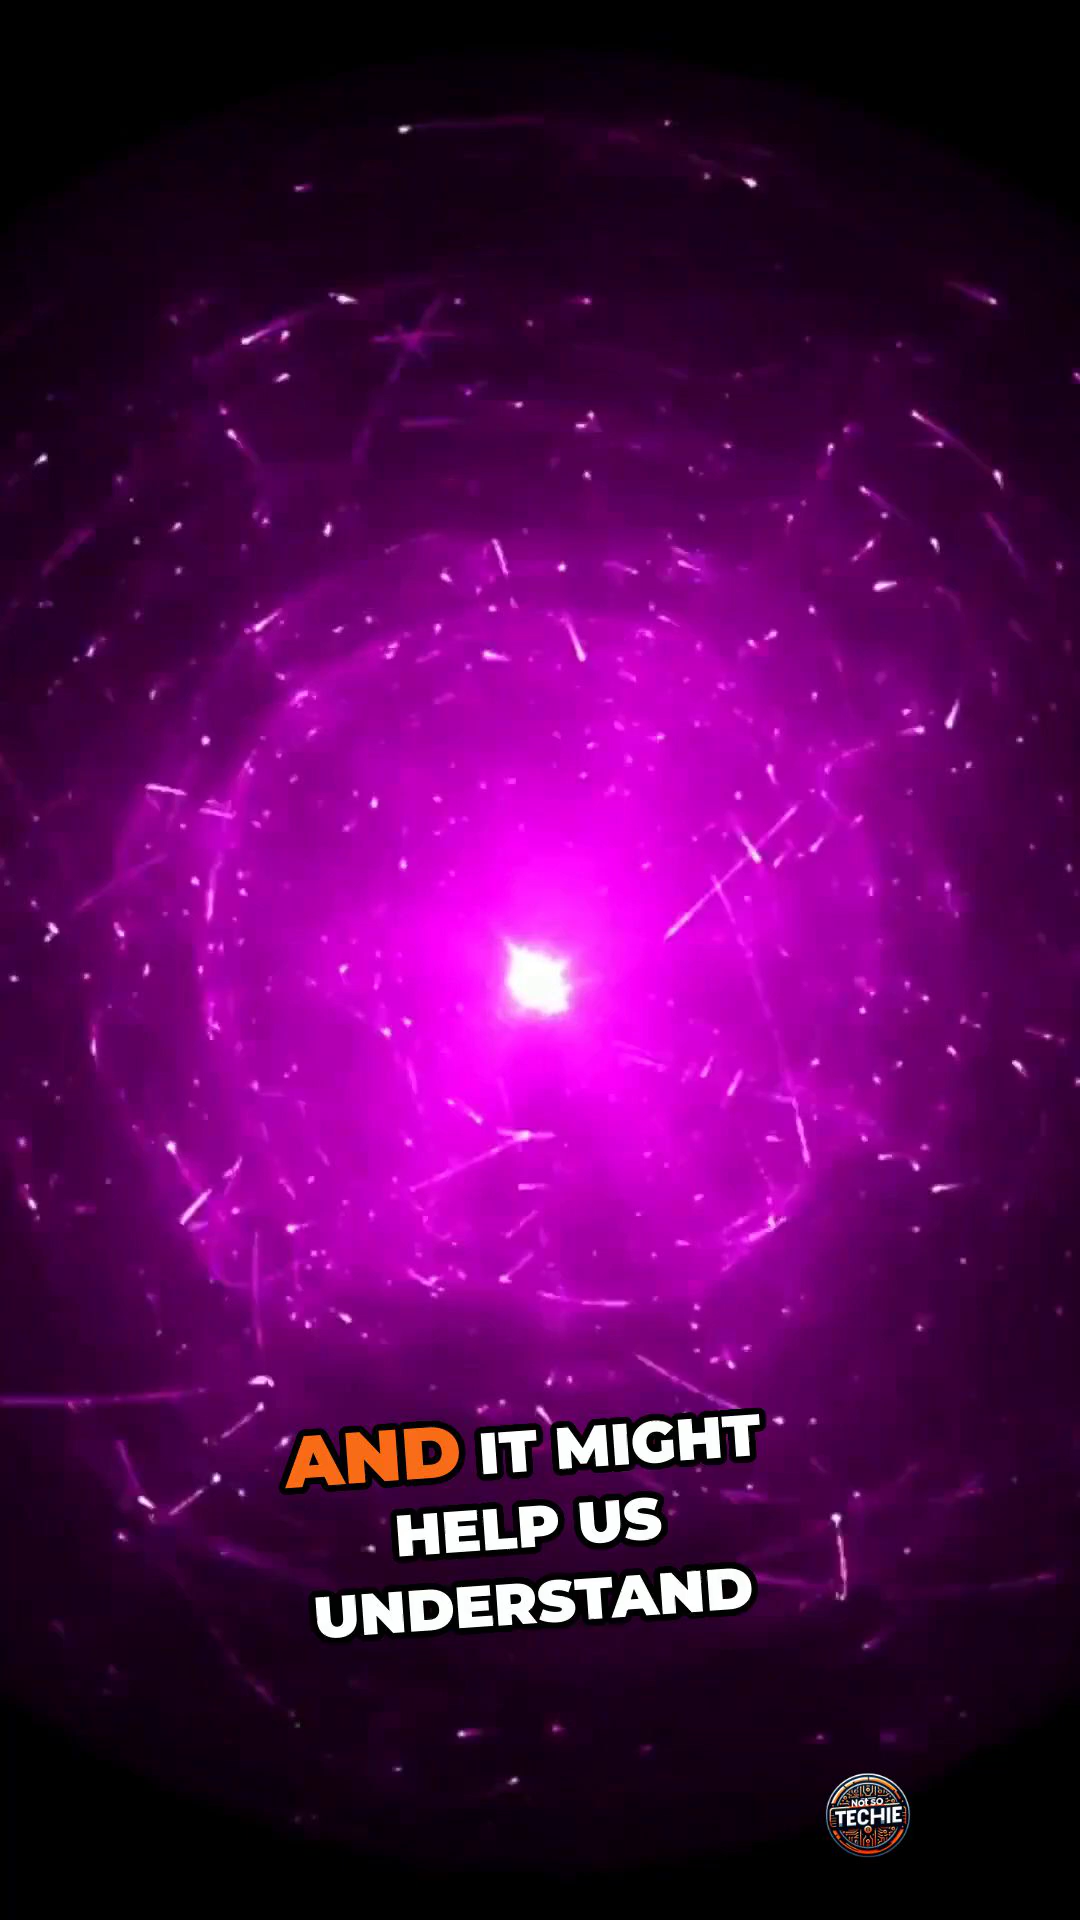 AND IT MIGHT
HELP US
UNDERSTAND
Not so
TECHIE